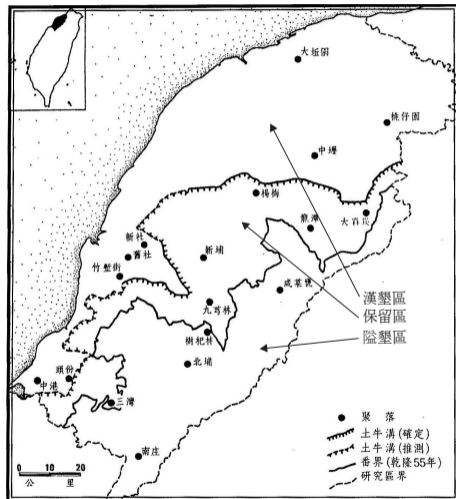 大坵園
桃仔園
中壢
楊梅
龍潭
大姑崁
新社
舊社
新埔
竹塹街
咸菜甕
九芎林
漢墾區
保留區
隘墾區
樹杞林
北埔
頭份
中港
三灣
南庄
聚落
土牛溝(確定)
土牛溝(推測)
番界(乾隆55年)
研究區界
0 10 20
公 里